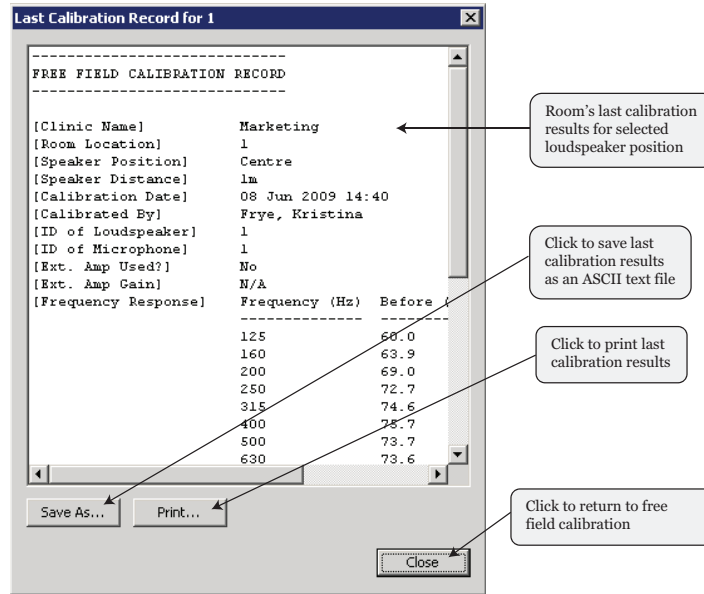 Last Calibration Record for 1
------------------------------
FREE FIELD CALIBRATION RECORD
------------------------------
[Clinic Name] Marketing
[Room Location] 1
[Speaker Position] Centre
[Speaker Distance] 1m
[Calibration Date] 08 Jun 2009 14:40
[Calibrated By] Frye, Kristina
[ID of Loudspeaker] 1
[ID of Microphone] 1
[Ext. Amp Used?] No
[Ext. Amp Gain] N/A
[Frequency Response] Frequency (Hz) Before (
-------------- --------
125 60.0
160 63.9
200 69.0
250 72.7
315 74.6
400 75.7
500 73.7
630 73.6
Save As...
Print...
Close
Room's last calibration
results for selected
loudspeaker position
Click to save last
calibration results
as an ASCII text file
Click to print last
calibration results
Click to return to free
field calibration